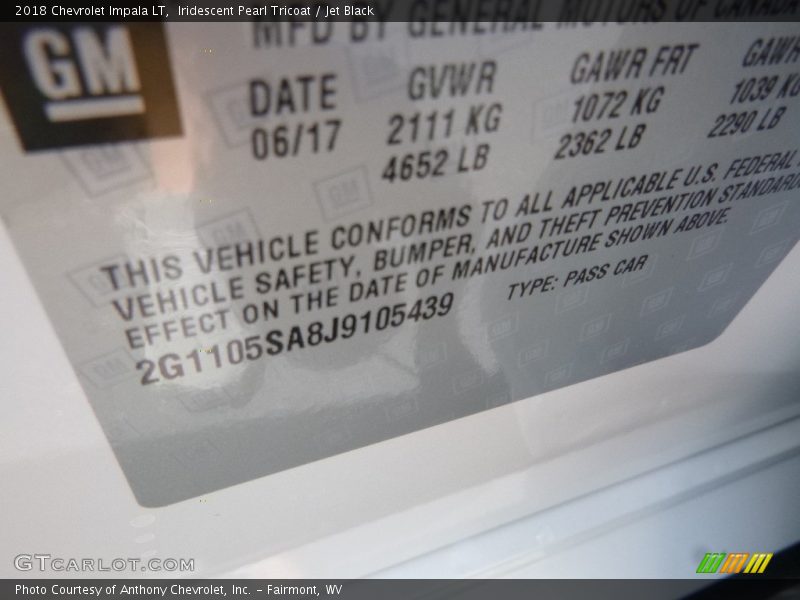 2018 Chevrolet Impala LT, Iridescent Pearl Tricoat / Jet Black
GM
MFD BY GENERAL MOTORS OF CANADA
DATE GVWR GAWR FRT GAWR
06/17 2111 KG 1072 KG 1039 KG
4652 LB 2362 LB 2290 LB
THIS VEHICLE CONFORMS TO ALL APPLICABLE U.S. FEDERAL
VEHICLE SAFETY, BUMPER, AND THEFT PREVENTION STANDARD
EFFECT ON THE DATE OF MANUFACTURE SHOWN ABOVE.
2G1105SA8J9105439 TYPE: PASS CAR
GTCARLOT.COM
Photo Courtesy of Anthony Chevrolet, Inc. – Fairmont, WV